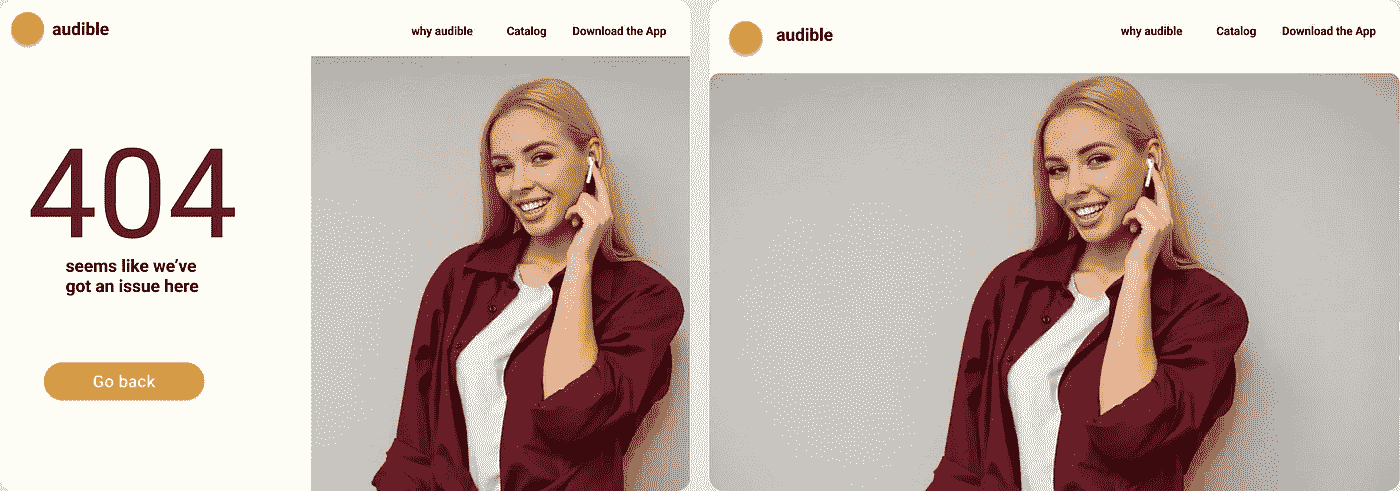 audible
why audible Catalog Download the App
404
seems like we’ve
got an issue here
Go back
audible
why audible Catalog Download the App